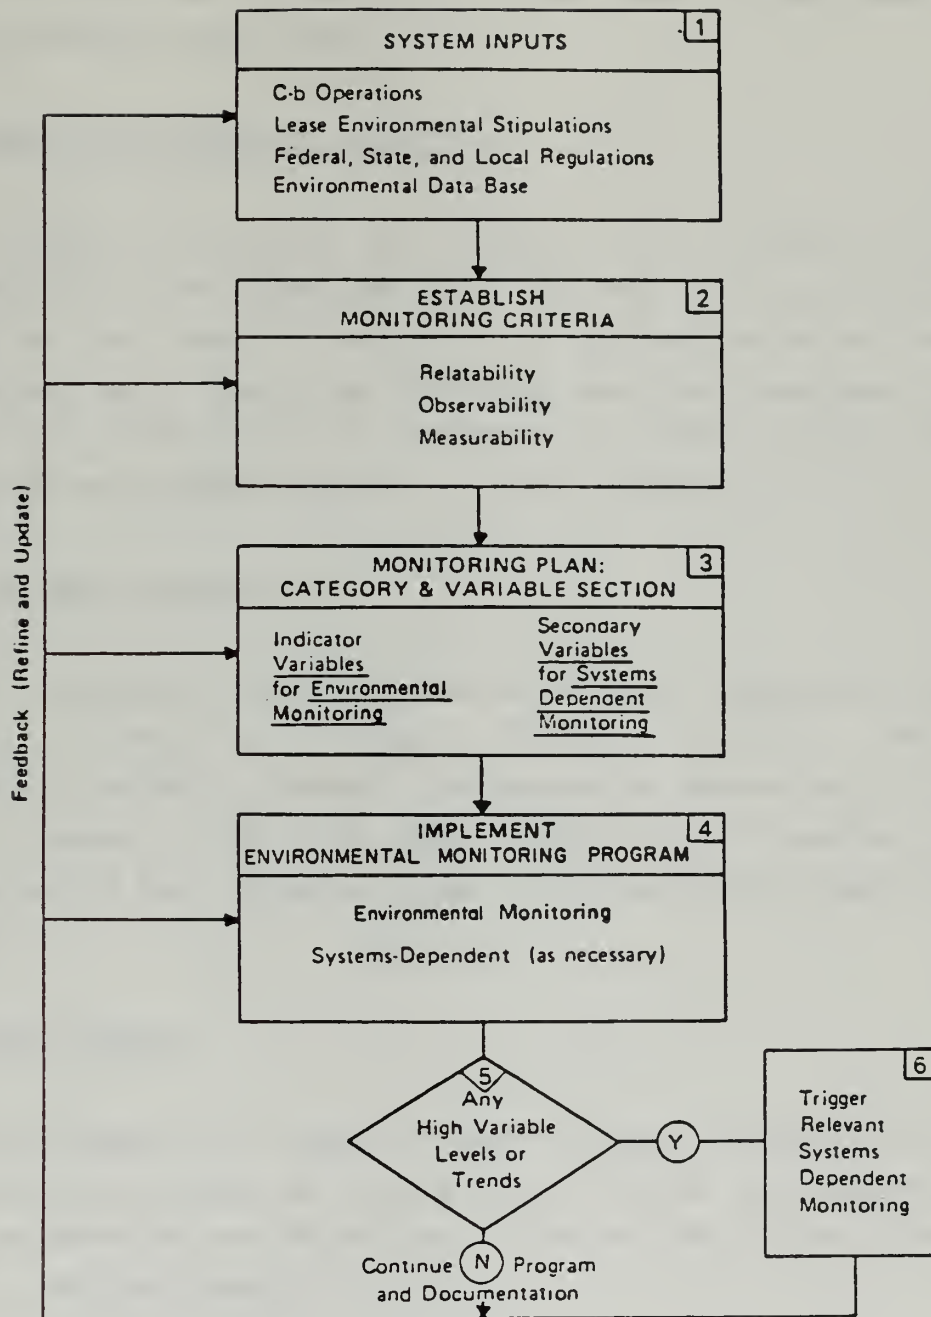 1
SYSTEM INPUTS
C-b Operations
Lease Environmental Stipulations
Federal, State, and Local Regulations
Environmental Data Base
2
ESTABLISH
MONITORING CRITERIA
Relatability
Observability
Measurability
Feedback (Refine and Update)
3
MONITORING PLAN:
CATEGORY & VARIABLE SECTION
Indicator
Variables
for Environmental
Monitoring
Secondary
Variables
for Systems
Dependent
Monitoring
4
IMPLEMENT
ENVIRONMENTAL MONITORING PROGRAM
Environmental Monitoring
Systems-Dependent (as necessary)
5
Any
High Variable
Levels or
Trends
Y
6
Trigger
Relevant
Systems
Dependent
Monitoring
Continue N Program
and Documentation